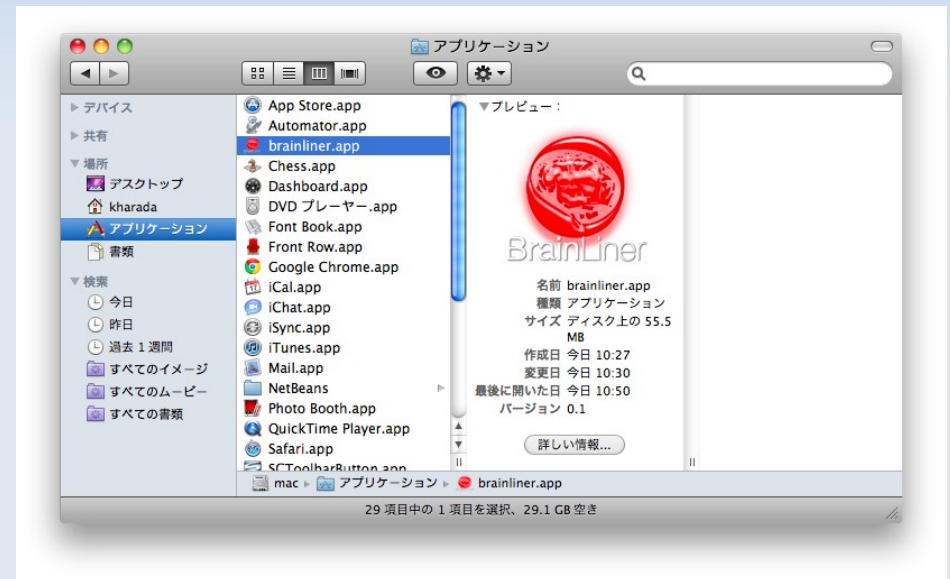 アプリケーション
デバイス
共有
場所
デスクトップ
kharada
アプリケーション
書類
検索
今日
昨日
過去 1 週間
すべてのイメージ
すべてのムービー
すべての書類
App Store.app
Automator.app
brainliner.app
Chess.app
Dashboard.app
DVD プレーヤー.app
Font Book.app
Front Row.app
Google Chrome.app
iCal.app
iChat.app
iSync.app
iTunes.app
Mail.app
NetBeans
Photo Booth.app
QuickTime Player.app
Safari.app
SCToolbarButton.app
プレビュー：
BrainLiner
名前 brainliner.app
種類 アプリケーション
サイズ ディスク上の 55.5
MB
作成日 今日 10:27
変更日 今日 10:30
最後に開いた日 今日 10:50
バージョン 0.1
詳しい情報...
mac ▸ アプリケーション ▸ brainliner.app
29 項目中の 1 項目を選択、29.1 GB 空き